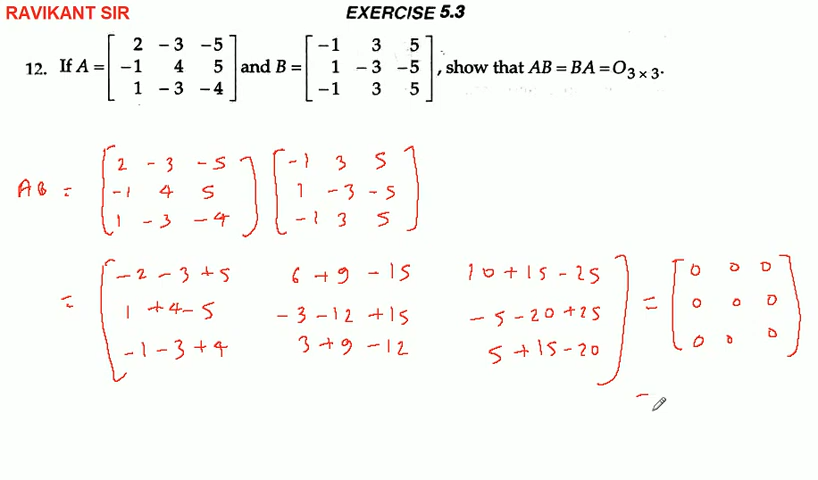 RAVIKANT SIR EXERCISE 5.3
2 -3 -5 -1 3 5
12. If A = -1 4 5 and B = 1 -3 -5 , show that AB = BA = O3×3.
1 -3 -4 -1 3 5
2 -3 -5 -1 3 5
AB = -1 4 5 1 -3 -5
1 -3 -4 -1 3 5
-2-3+5 6+9-15 10+15-25 0 0 0
= 1+4-5 -3-12+15 -5-20+25 = 0 0 0
-1-3+4 3+9-12 5+15-20 0 0 0
-